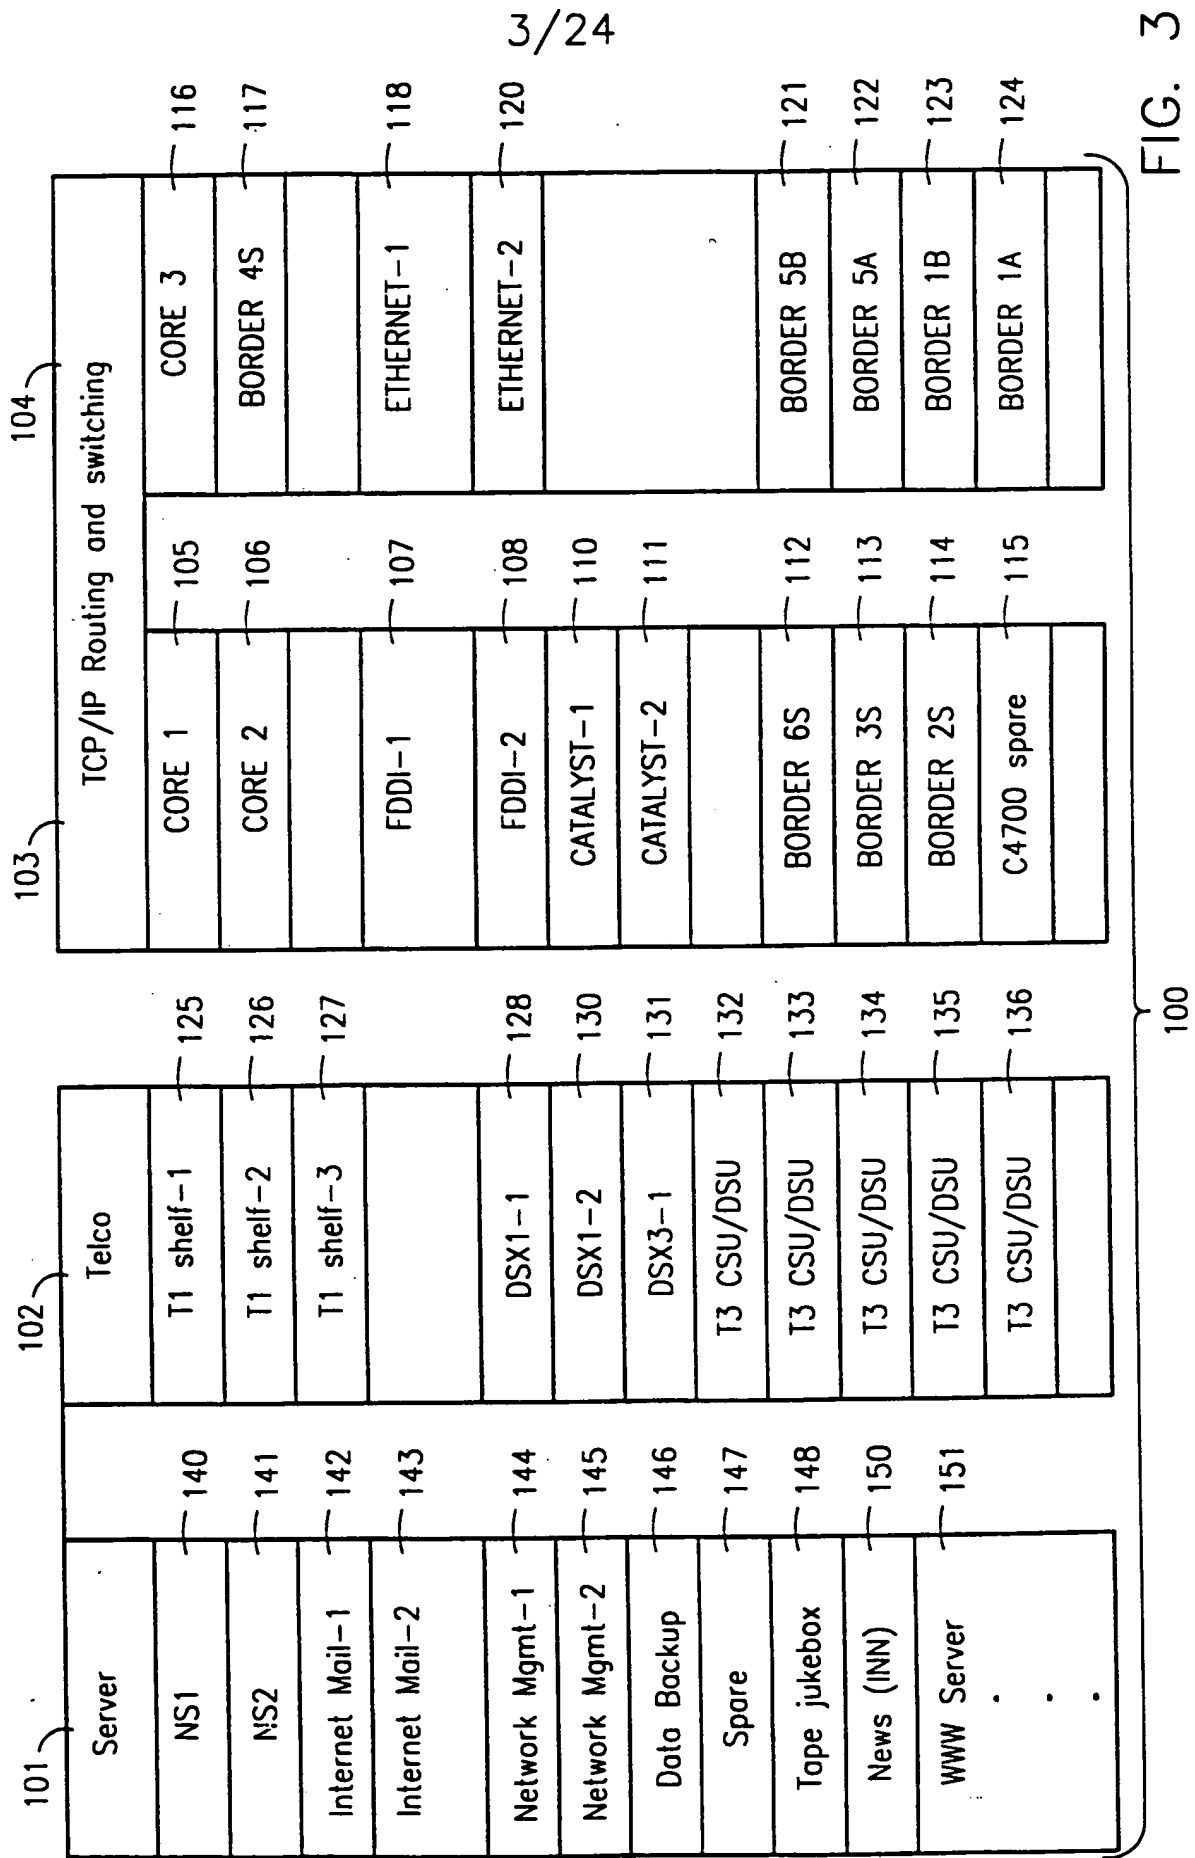 3/24
101
Server
NS1
140
NS2
141
Internet Mail-1
142
Internet Mail-2
143
Network Mgmt-1
144
Network Mgmt-2
145
Data Backup
146
Spare
147
Tape jukebox
148
News (INN)
150
WWW Server
151
102
Telco
T1 shelf-1
125
T1 shelf-2
126
T1 shelf-3
127
DSX1-1
128
DSX1-2
130
DSX3-1
131
T3 CSU/DSU
132
T3 CSU/DSU
133
T3 CSU/DSU
134
T3 CSU/DSU
135
T3 CSU/DSU
136
103
104
TCP/IP Routing and switching
CORE 1
105
CORE 2
106
FDDI-1
107
FDDI-2
108
CATALYST-1
110
CATALYST-2
111
BORDER 6S
112
BORDER 3S
113
BORDER 2S
114
C4700 spare
115
CORE 3
116
BORDER 4S
117
ETHERNET-1
118
ETHERNET-2
120
BORDER 5B
121
BORDER 5A
122
BORDER 1B
123
BORDER 1A
124
100
FIG. 3